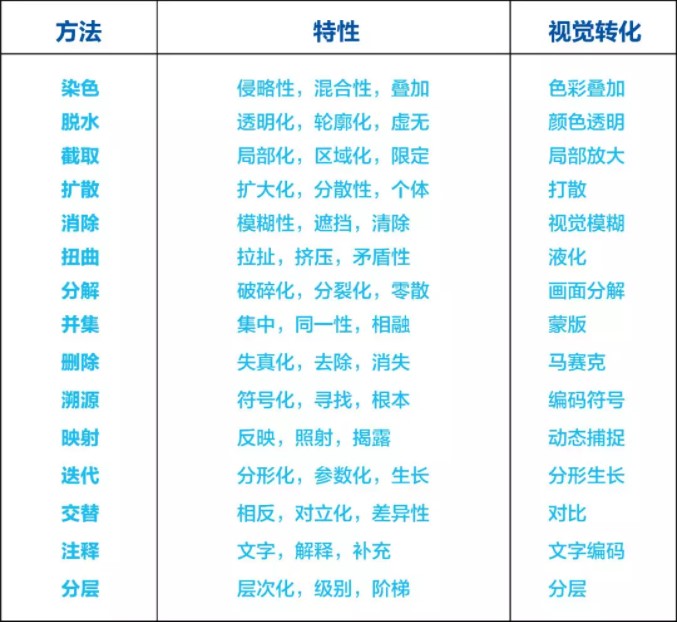 方法 特性 视觉转化
染色 侵略性，混合性，叠加 色彩叠加
脱水 透明化，轮廓化，虚无 颜色透明
截取 局部化，区域化，限定 局部放大
扩散 扩大化，分散性，个体 打散
消除 模糊性，遮挡，清除 视觉模糊
扭曲 拉扯，挤压，矛盾性 液化
分解 破碎化，分裂化，零散 画面分解
并集 集中，同一性，相融 蒙版
删除 失真化，去除，消失 马赛克
溯源 符号化，寻找，根本 编码符号
映射 反映，照射，揭露 动态捕捉
迭代 分形化，参数化，生长 分形生长
交替 相反，对立化，差异性 对比
注释 文字，解释，补充 文字编码
分层 层次化，级别，阶梯 分层